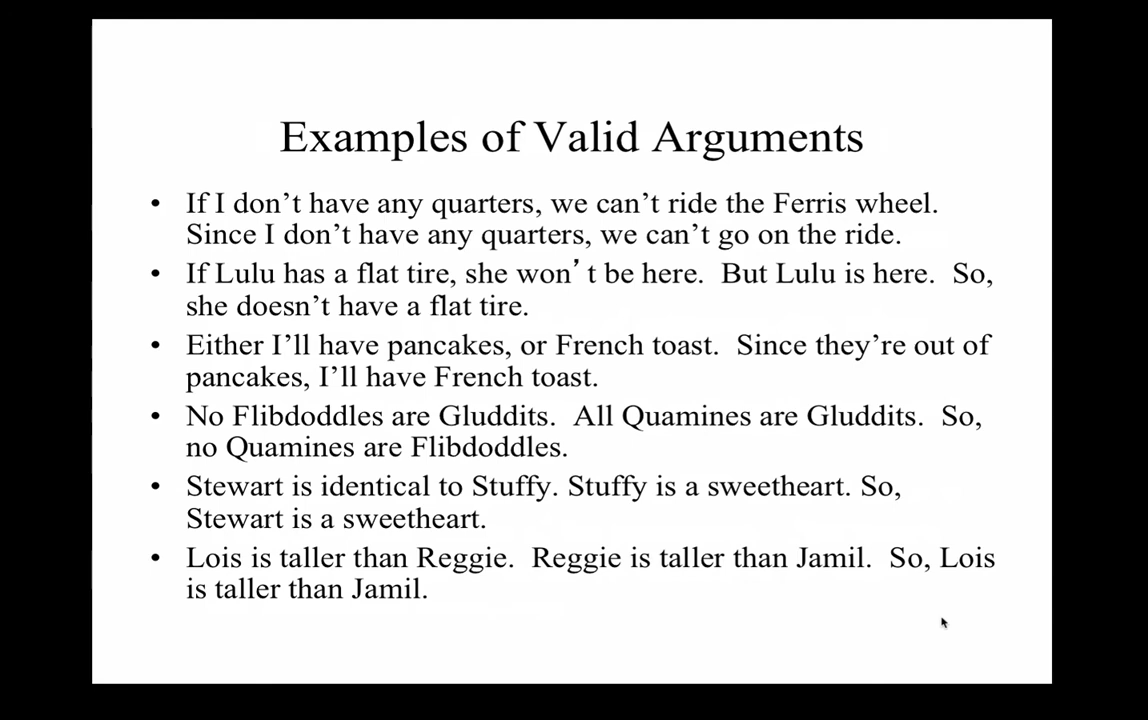 Examples of Valid Arguments
• If I don’t have any quarters, we can’t ride the Ferris wheel.
Since I don’t have any quarters, we can’t go on the ride.
• If Lulu has a flat tire, she won’ t be here.  But Lulu is here.  So,
she doesn’t have a flat tire.
• Either I’ll have pancakes, or French toast.  Since they’re out of
pancakes, I’ll have French toast.
• No Flibdoddles are Gluddits.  All Quamines are Gluddits.  So,
no Quamines are Flibdoddles.
• Stewart is identical to Stuffy. Stuffy is a sweetheart. So,
Stewart is a sweetheart.
• Lois is taller than Reggie.  Reggie is taller than Jamil.  So, Lois
is taller than Jamil.